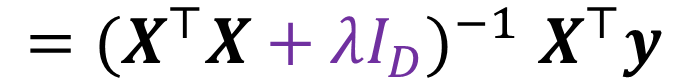 = (𝑿⊤𝑿 + 𝜆𝐼_𝐷)⁻¹ 𝑿⊤𝒚